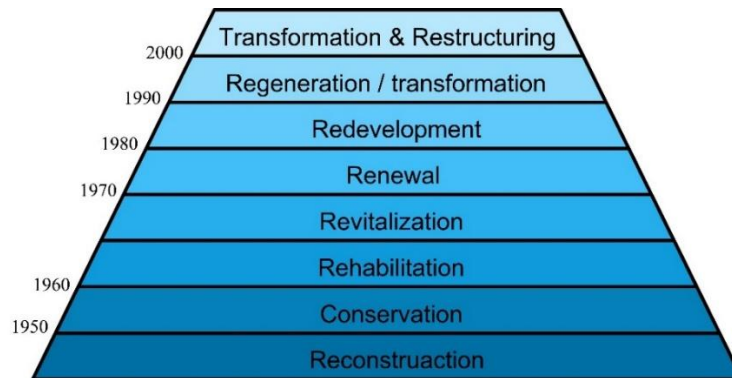 Transformation & Restructuring
2000
Regeneration / transformation
1990
Redevelopment
1980
Renewal
1970
Revitalization
Rehabilitation
1960
Conservation
1950
Reconstruaction